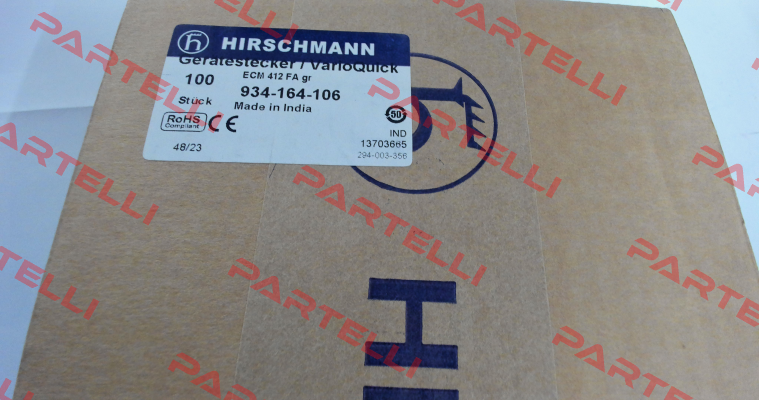 HIRSCHMANN
Gerätestecker / VarioQuick
100 ECM 412 FA gr
934-164-106
Stück Made in India
RoHS
Compliant
CE
50
IND
13703665
48/23
294-003-356
H
PARTELLI
PARTELLI
PARTELLI
PARTELLI
PARTELLI
PARTELLI
PARTELLI
PARTELLI
PARTELLI
PARTELLI
PARTELLI